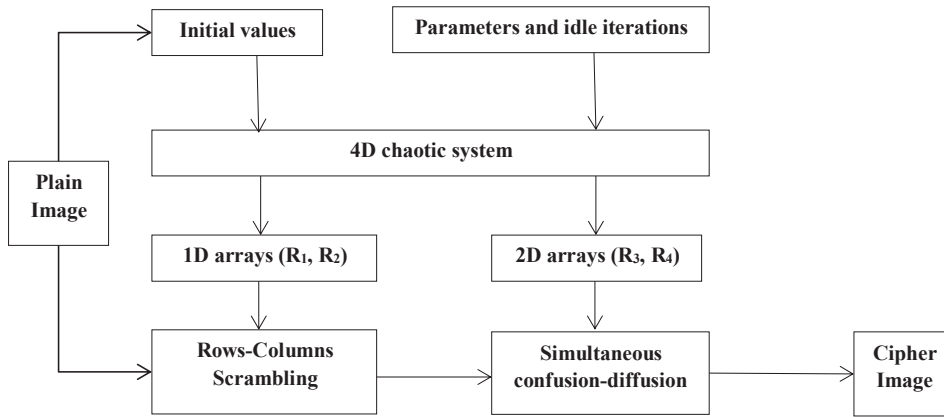 Initial values
Parameters and idle iterations
4D chaotic system
Plain
Image
1D arrays (R₁, R₂)
2D arrays (R₃, R₄)
Rows-Columns
Scrambling
Simultaneous
confusion-diffusion
Cipher
Image